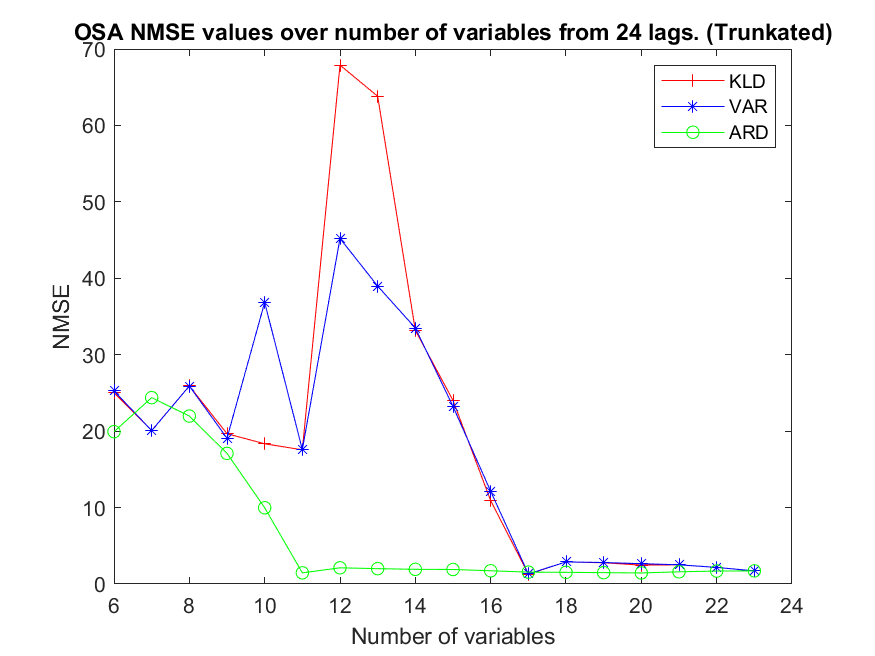 OSA NMSE values over number of variables from 24 lags. (Trunkated)
70
60
50
40
30
20
10
0
NMSE
KLD
VAR
ARD
6 8 10 12 14 16 18 20 22 24
Number of variables